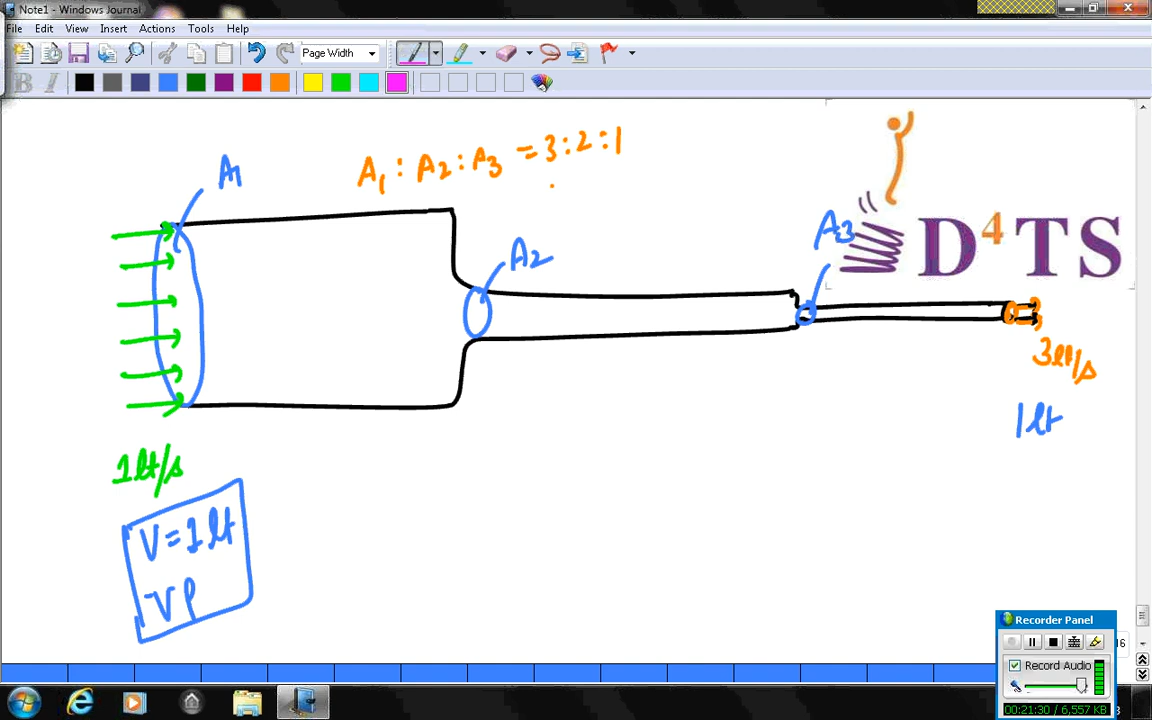 Note1 - Windows Journal
File Edit View Insert Actions Tools Help
Page Width
B I
A1 : A2 : A3 = 3 : 2 : 1
A1
A2
A3
D4TS
3lt/s
1lt
1lt/s
V=1lt
Vρ
Recorder Panel
Record Audio
00:21:30 / 6,557 KB